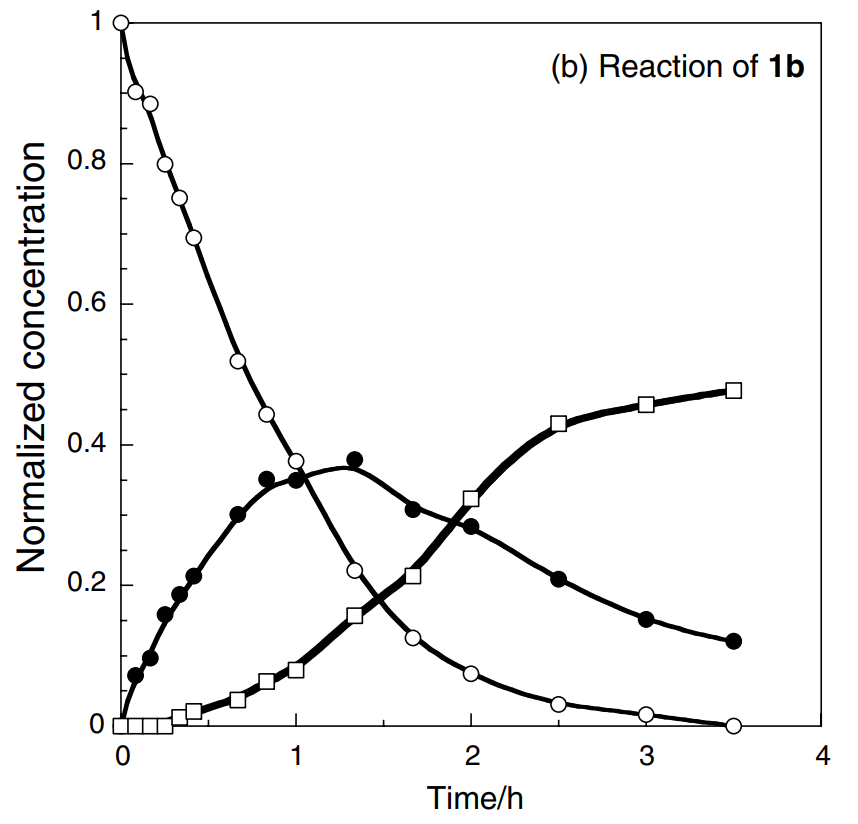 1
(b) Reaction of 1b
0.8
0.6
0.4
0.2
0
0 1 2 3 4
Normalized concentration
Time/h